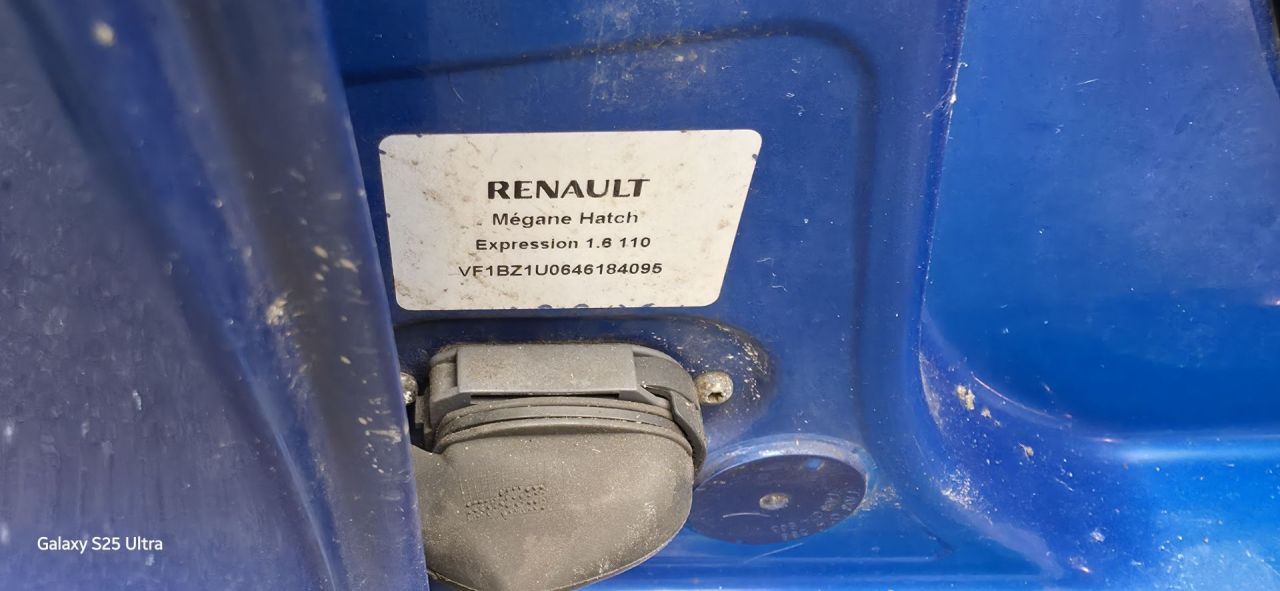 RENAULT
Mégane Hatch
Expression 1.6 110
VF1BZ1U0646184095
Galaxy S25 Ultra